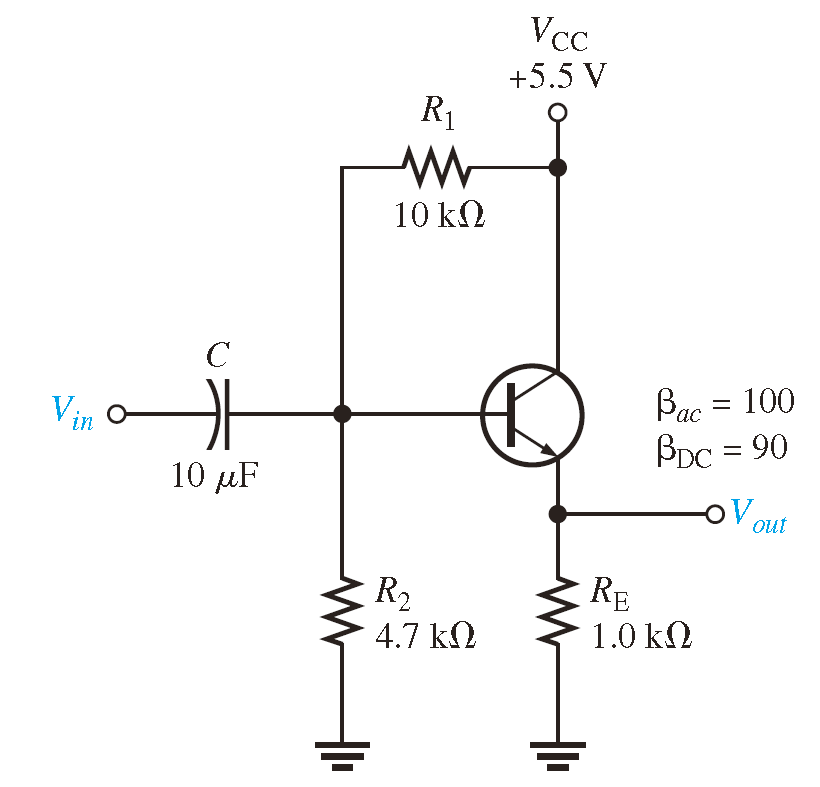 VCC
+5.5 V
R1
10 kΩ
C
Vin
10 μF
βac = 100
βDC = 90
Vout
R2
4.7 kΩ
RE
1.0 kΩ